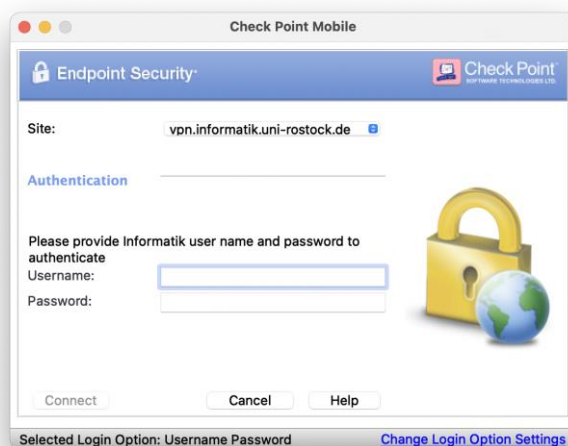 Check Point Mobile
Endpoint Security
Check Point
SOFTWARE TECHNOLOGIES LTD.
Site:
vpn.informatik.uni-rostock.de
Authentication
Please provide Informatik user name and password to
authenticate
Username:
Password:
Connect
Cancel
Help
Selected Login Option: Username Password
Change Login Option Settings